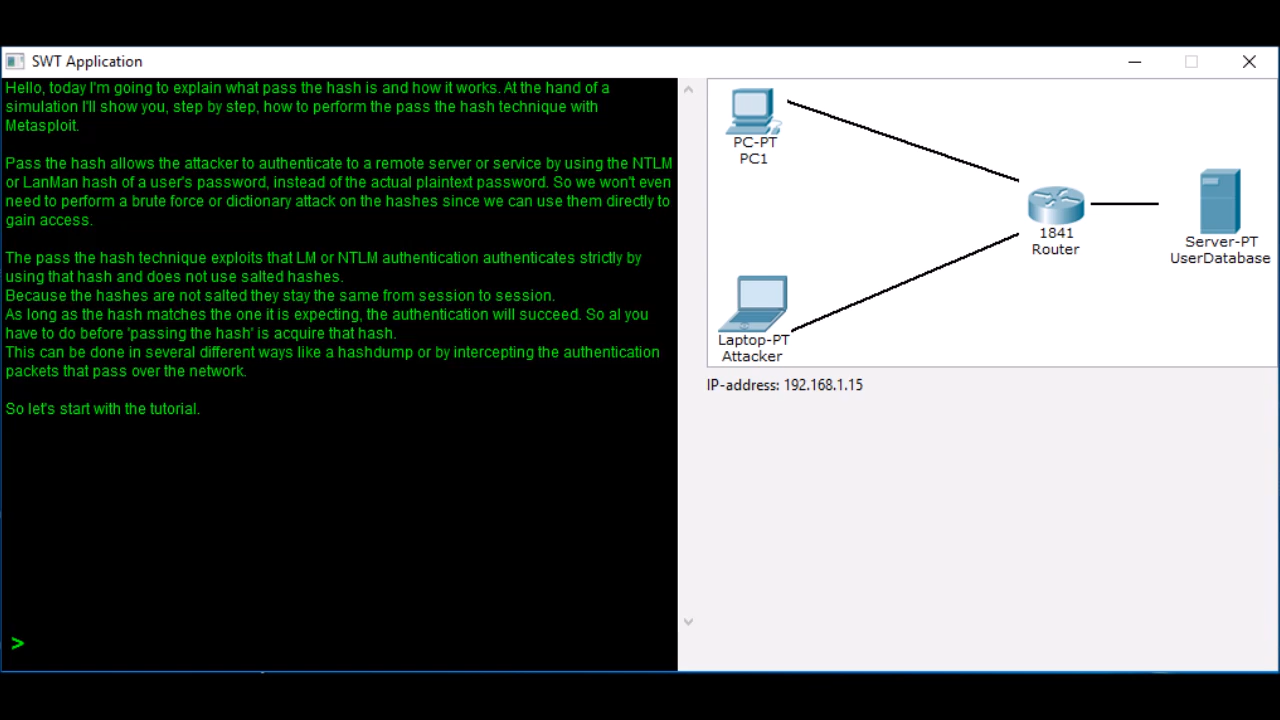 SWT Application
Hello, today I'm going to explain what pass the hash is and how it works. At the hand of a
simulation I'll show you, step by step, how to perform the pass the hash technique with
Metasploit.
Pass the hash allows the attacker to authenticate to a remote server or service by using the NTLM
or LanMan hash of a user's password, instead of the actual plaintext password. So we won't even
need to perform a brute force or dictionary attack on the hashes since we can use them directly to
gain access.
The pass the hash technique exploits that LM or NTLM authentication authenticates strictly by
using that hash and does not use salted hashes.
Because the hashes are not salted they stay the same from session to session.
As long as the hash matches the one it is expecting, the authentication will succeed. So al you
have to do before 'passing the hash' is acquire that hash.
This can be done in several different ways like a hashdump or by intercepting the authentication
packets that pass over the network.
So let's start with the tutorial.
>
PC-PT
PC1
1841
Router
Server-PT
UserDatabase
Laptop-PT
Attacker
IP-address: 192.168.1.15